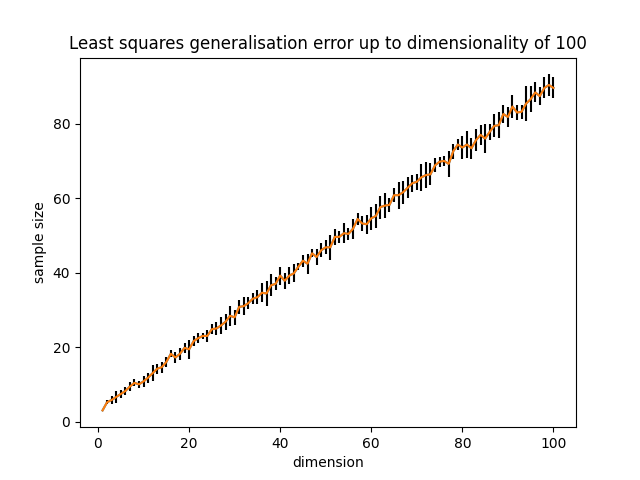 Least squares generalisation error up to dimensionality of 100
sample size
80
60
40
20
0
0 20 40 60 80 100
dimension